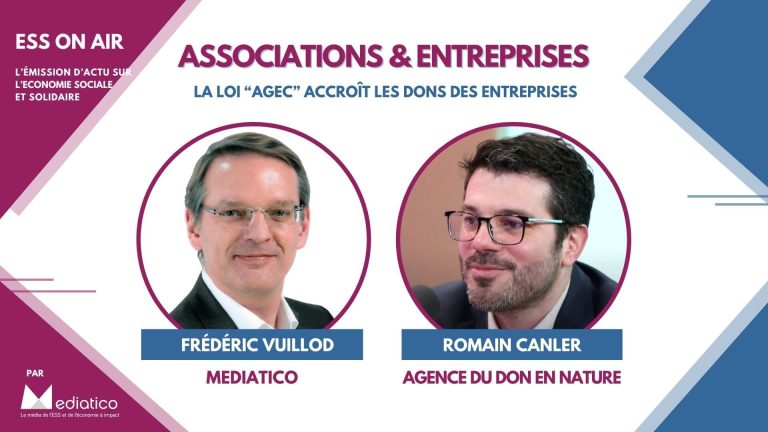 ESS ON AIR
L'ÉMISSION D'ACTU SUR
L'ECONOMIE SOCIALE
ET SOLIDAIRE
ASSOCIATIONS & ENTREPRISES
LA LOI “AGEC” ACCROÎT LES DONS DES ENTREPRISES
FRÉDÉRIC VUILLOD
MEDIATICO
ROMAIN CANLER
AGENCE DU DON EN NATURE
PAR
Mediatico
Le média de l'ESS et de l'économie à impact